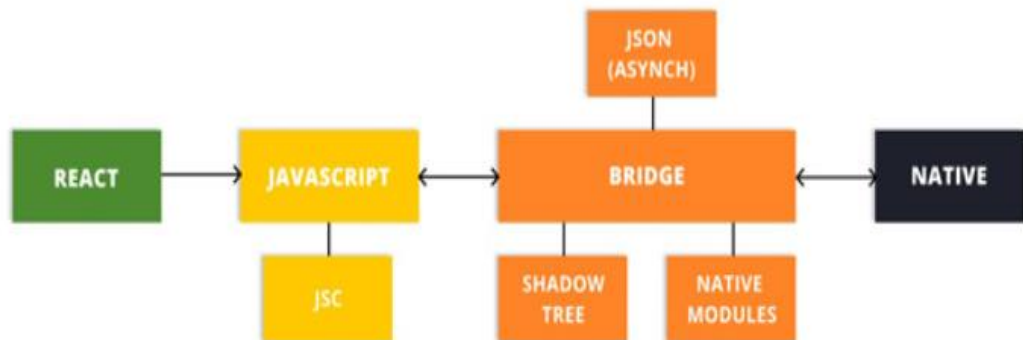 JSON
(ASYNCH)
REACT
JAVASCRIPT
BRIDGE
NATIVE
JSC
SHADOW
TREE
NATIVE
MODULES